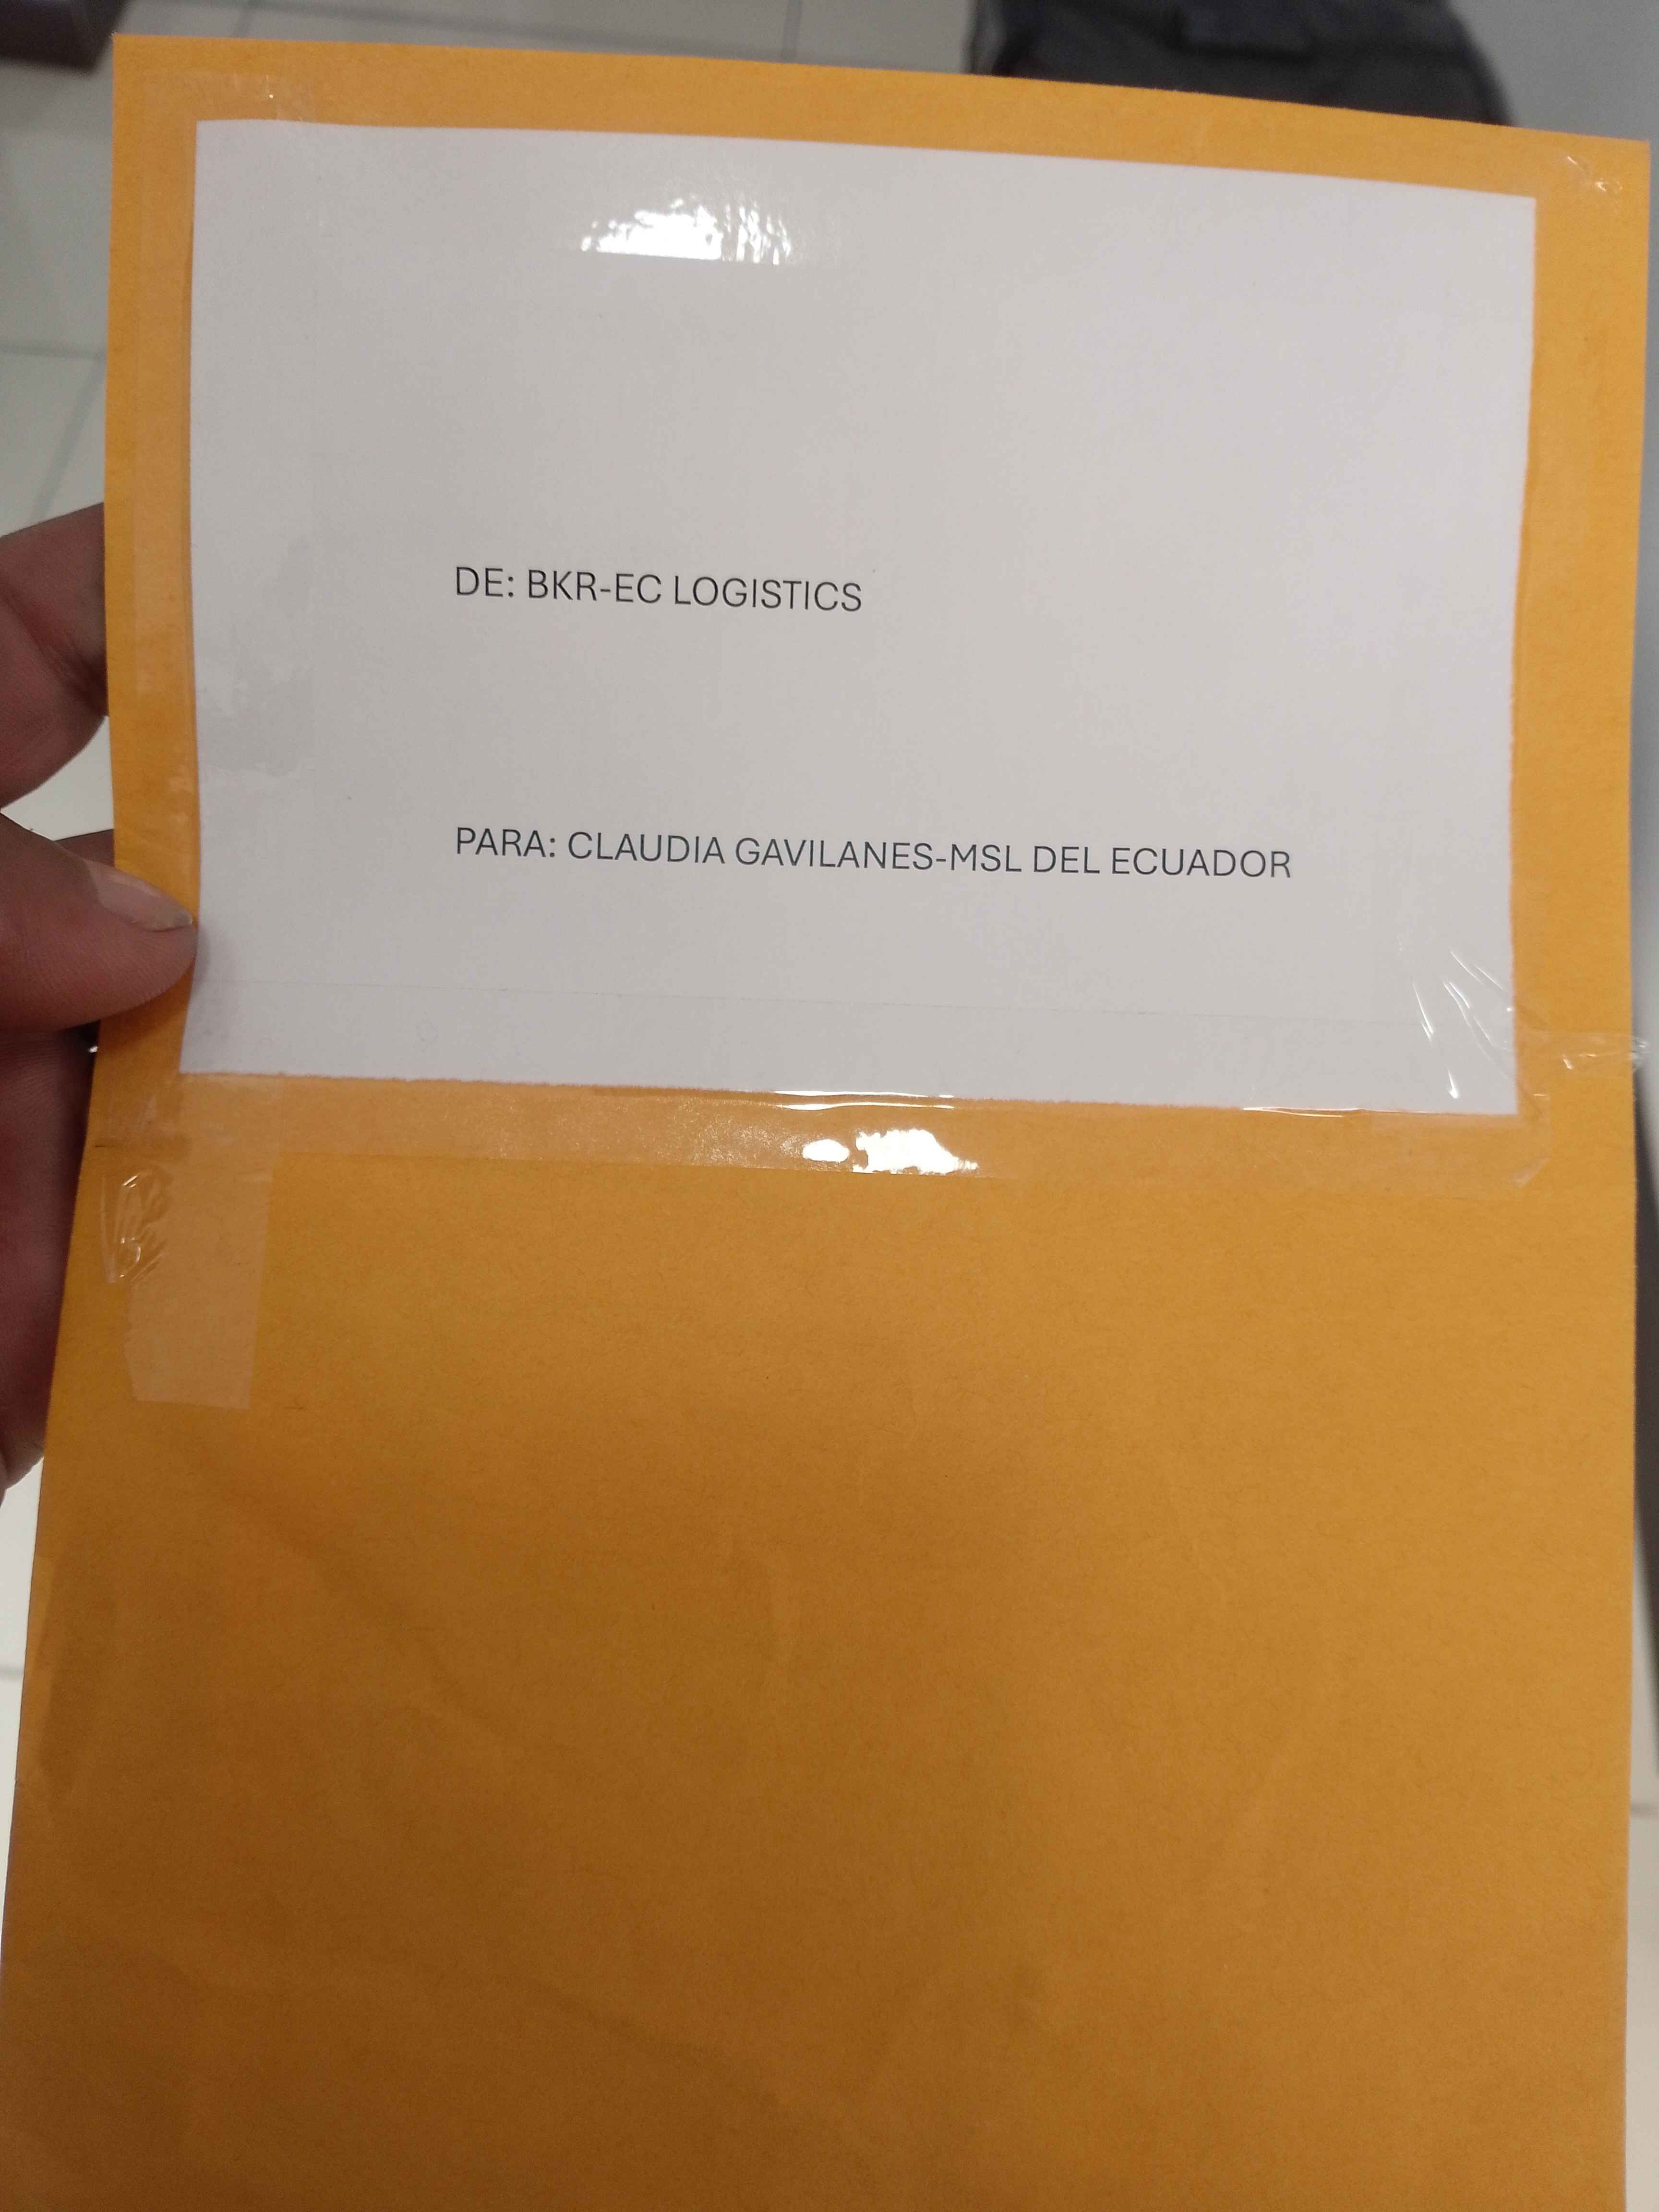 DE: BKR-EC LOGISTICS
PARA: CLAUDIA GAVILANES-MSL DEL ECUADOR